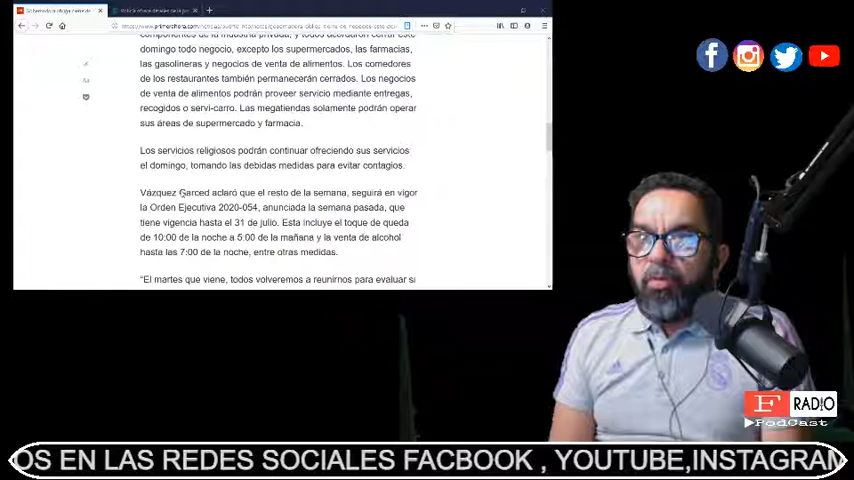 componentes de la industria privada, y todos acordaron cerrar este
domingo todo negocio, excepto los supermercados, las farmacias,
las gasolineras y negocios de venta de alimentos. Los comedores
de los restaurantes también permanecerán cerrados. Los negocios
de venta de alimentos podrán proveer servicio mediante entregas,
recogidos o servi-carro. Las megatiendas solamente podrán operar
sus áreas de supermercado y farmacia.
Los servicios religiosos podrán continuar ofreciendo sus servicios
el domingo, tomando las debidas medidas para evitar contagios.
Vázquez Garced aclaró que el resto de la semana, seguirá en vigor
la Orden Ejecutiva 2020-054, anunciada la semana pasada, que
tiene vigencia hasta el 31 de julio. Esta incluye el toque de queda
de 10:00 de la noche a 5:00 de la mañana y la venta de alcohol
hasta las 7:00 de la noche, entre otras medidas.
"El martes que viene, todos volveremos a reunirnos para evaluar si
YouTube
F RADIO
PODCAST
OS EN LAS REDES SOCIALES FACBOOK , YOUTUBE,INSTAGRAM